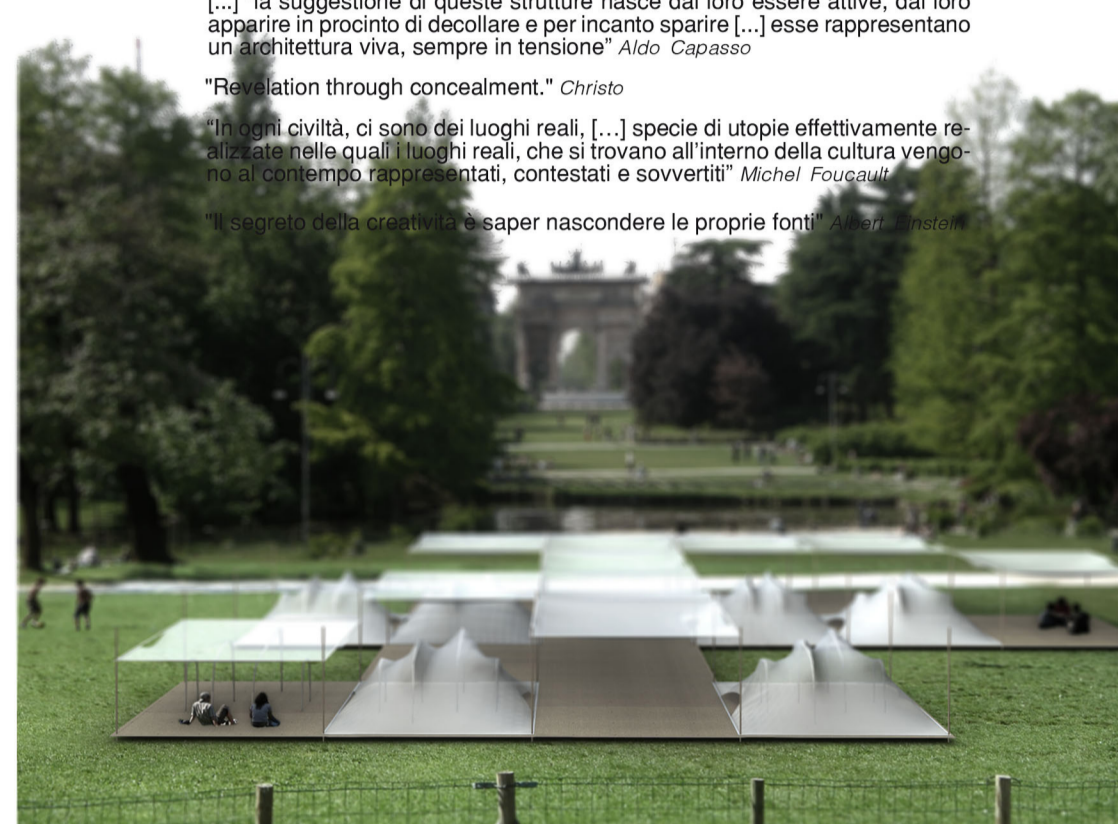 [...] "la suggestione di queste strutture nasce dal loro essere attive, dal loro
apparire in procinto di decollare e per incanto sparire [...] esse rappresentano
un architettura viva, sempre in tensione” Aldo Capasso
"Revelation through concealment." Christo
“In ogni civiltà, ci sono dei luoghi reali, […] specie di utopie effettivamente re-
alizzate nelle quali i luoghi reali, che si trovano all’interno della cultura vengo-
no al contempo rappresentati, contestati e sovvertiti” Michel Foucault
"Il segreto della creatività è saper nascondere le proprie fonti" Albert Einstein